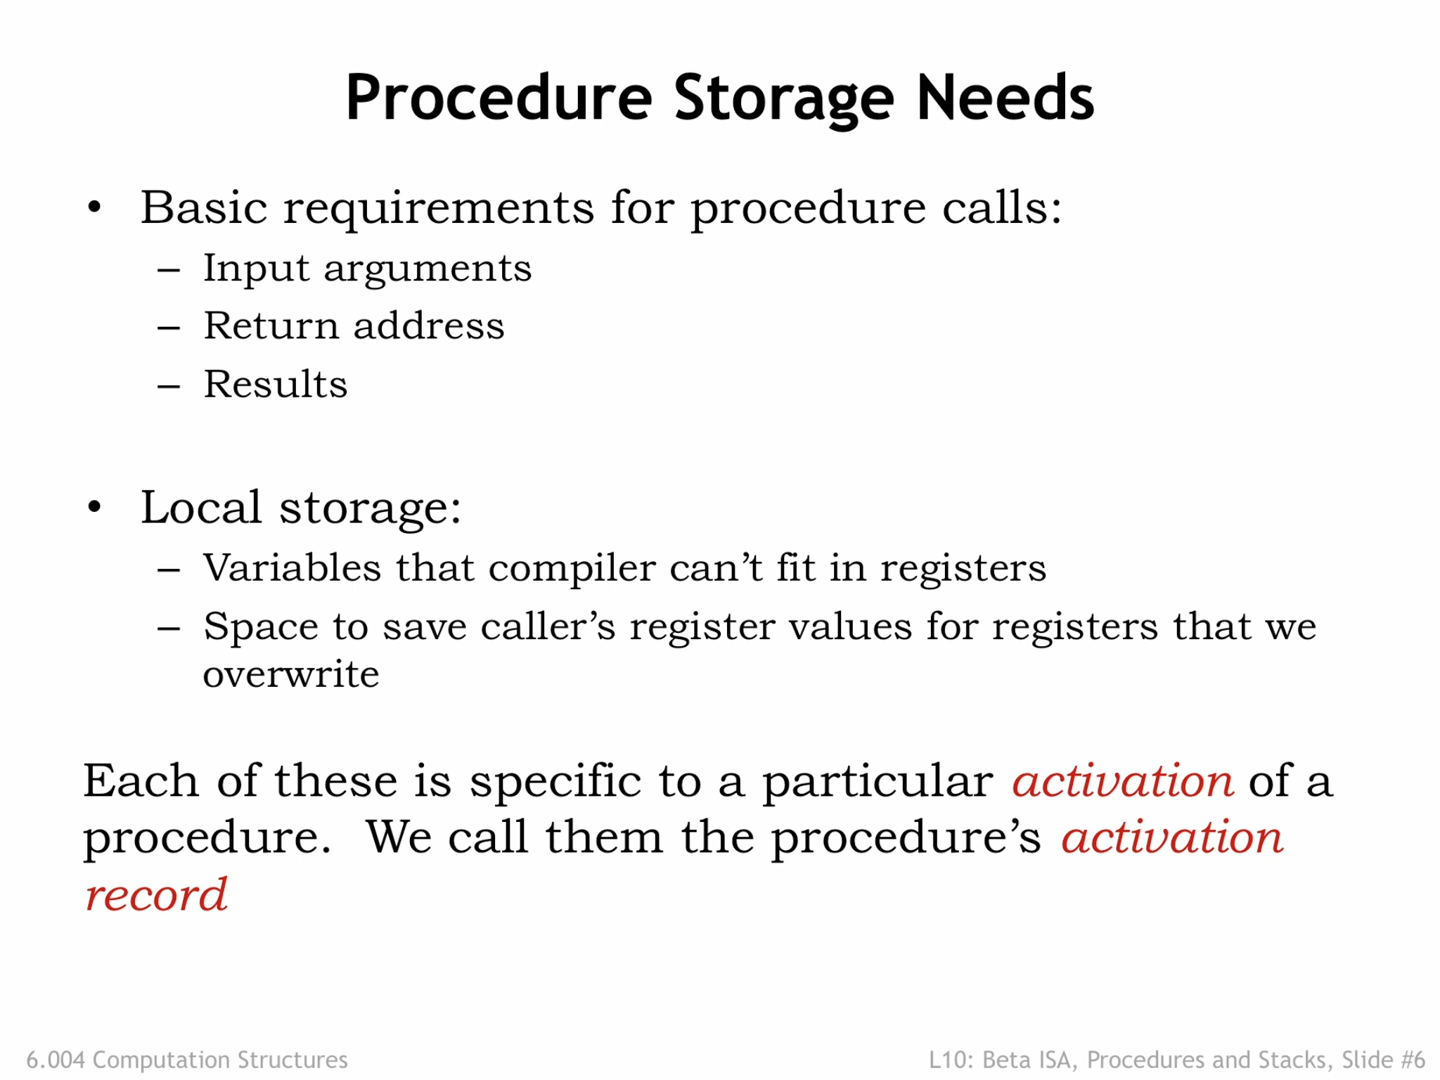 Procedure Storage Needs
• Basic requirements for procedure calls:
– Input arguments
– Return address
– Results
• Local storage:
– Variables that compiler can’t fit in registers
– Space to save caller’s register values for registers that we
overwrite
Each of these is specific to a particular activation of a
procedure.  We call them the procedure’s activation
record
6.004 Computation Structures
L10: Beta ISA, Procedures and Stacks, Slide #6